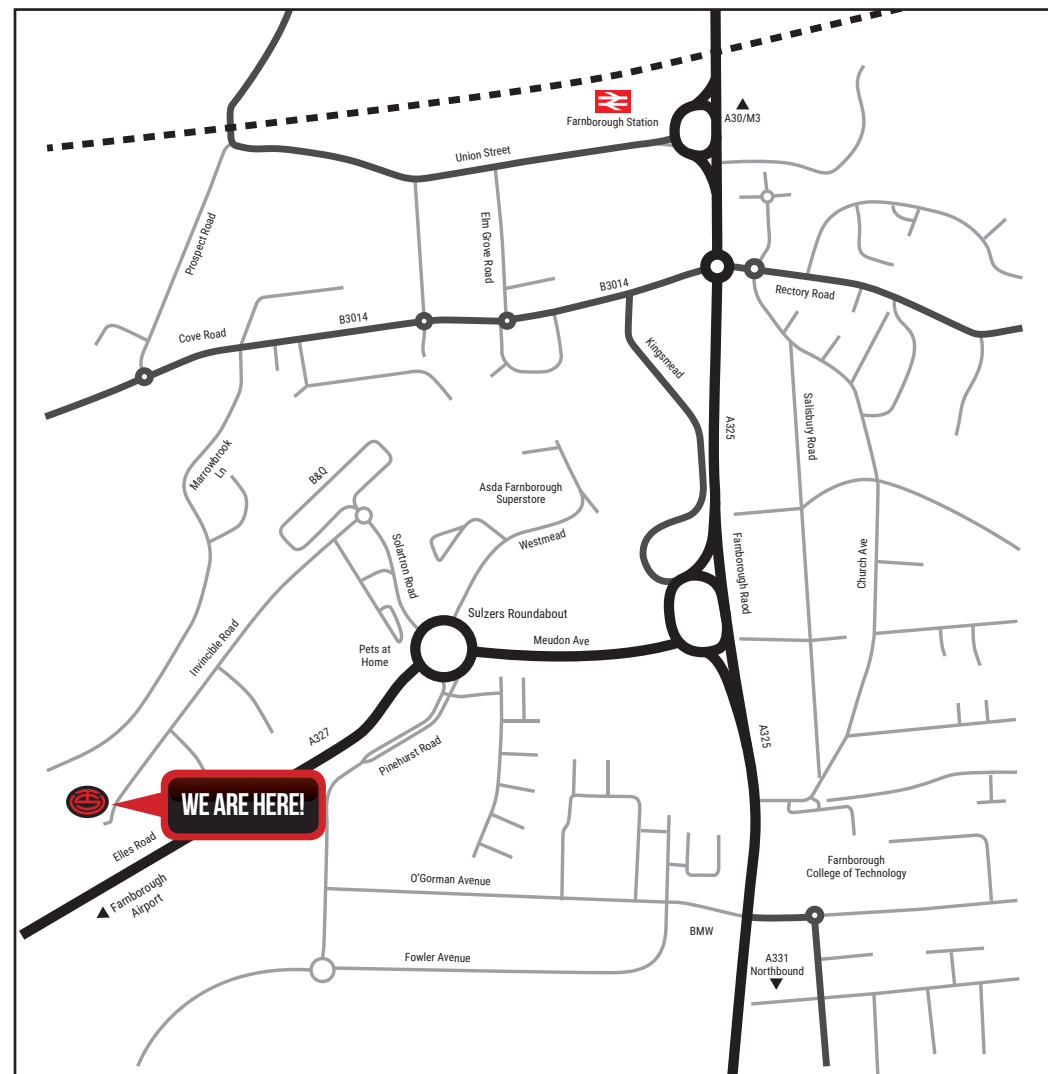 Farnborough Station
A30/M3
Union Street
Prospect Road
Elm Grove Road
B3014
Rectory Road
B3014
Cove Road
Kingsmead
A325
Salisbury Road
Marrowbrook
Ln
B&Q
Asda Farnborough
Superstore
Westmead
Solartron Road
Farnborough Raod
Church Ave
Sulzers Roundabout
Meudon Ave
Pets at
Home
Invincible Road
A327
Pinehurst Road
A325
WE ARE HERE!
Elles Road
Farnborough
Airport
O'Gorman Avenue
Farnborough
College of Technology
BMW
Fowler Avenue
A331
Northbound